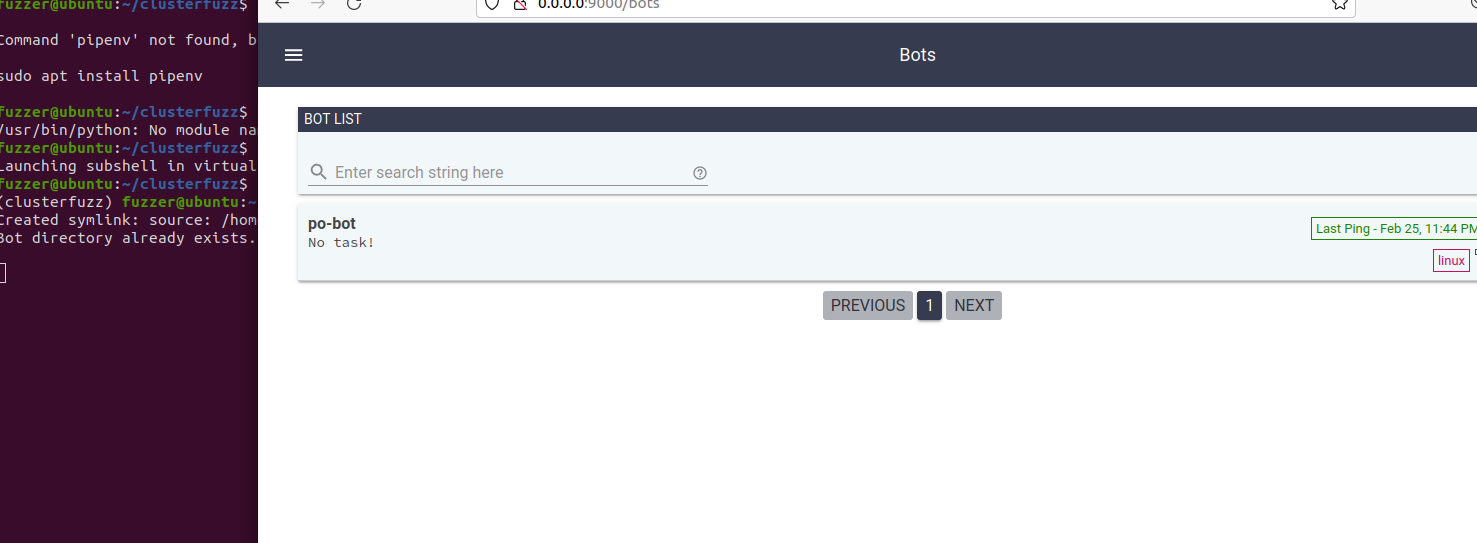 fuzzer@ubuntu:~/clusterfuzz$
Command 'pipenv' not found, b
sudo apt install pipenv
fuzzer@ubuntu:~/clusterfuzz$
/usr/bin/python: No module na
fuzzer@ubuntu:~/clusterfuzz$
Launching subshell in virtual
fuzzer@ubuntu:~/clusterfuzz$
(clusterfuzz) fuzzer@ubuntu:~
Created symlink: source: /hom
Bot directory already exists.
0.0.0.0:9000/bots
Bots
BOT LIST
Enter search string here
po-bot
No task!
Last Ping - Feb 25, 11:44 PM
linux
PREVIOUS 1 NEXT